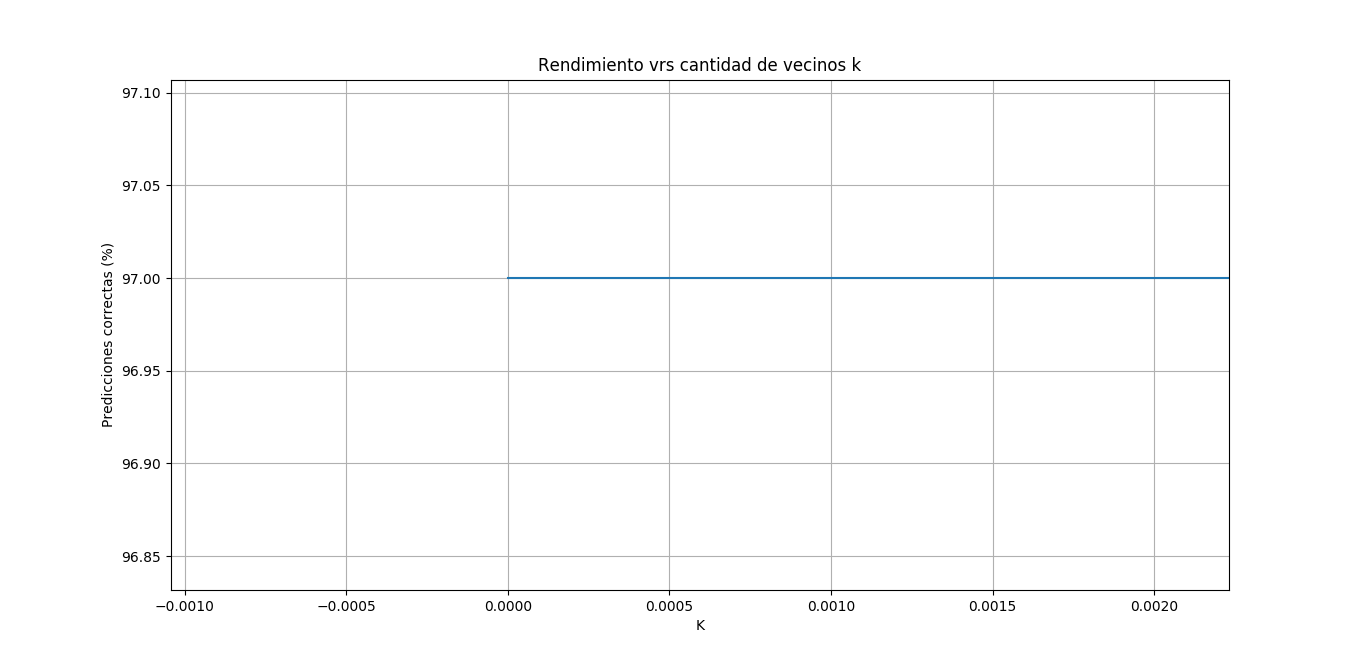 Rendimiento vrs cantidad de vecinos k
Predicciones correctas (%)
97.10
97.05
97.00
96.95
96.90
96.85
−0.0010 −0.0005 0.0000 0.0005 0.0010 0.0015 0.0020
K